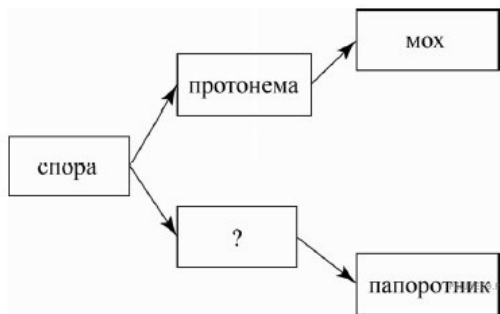 мох
протонема
спора
?
папоротник